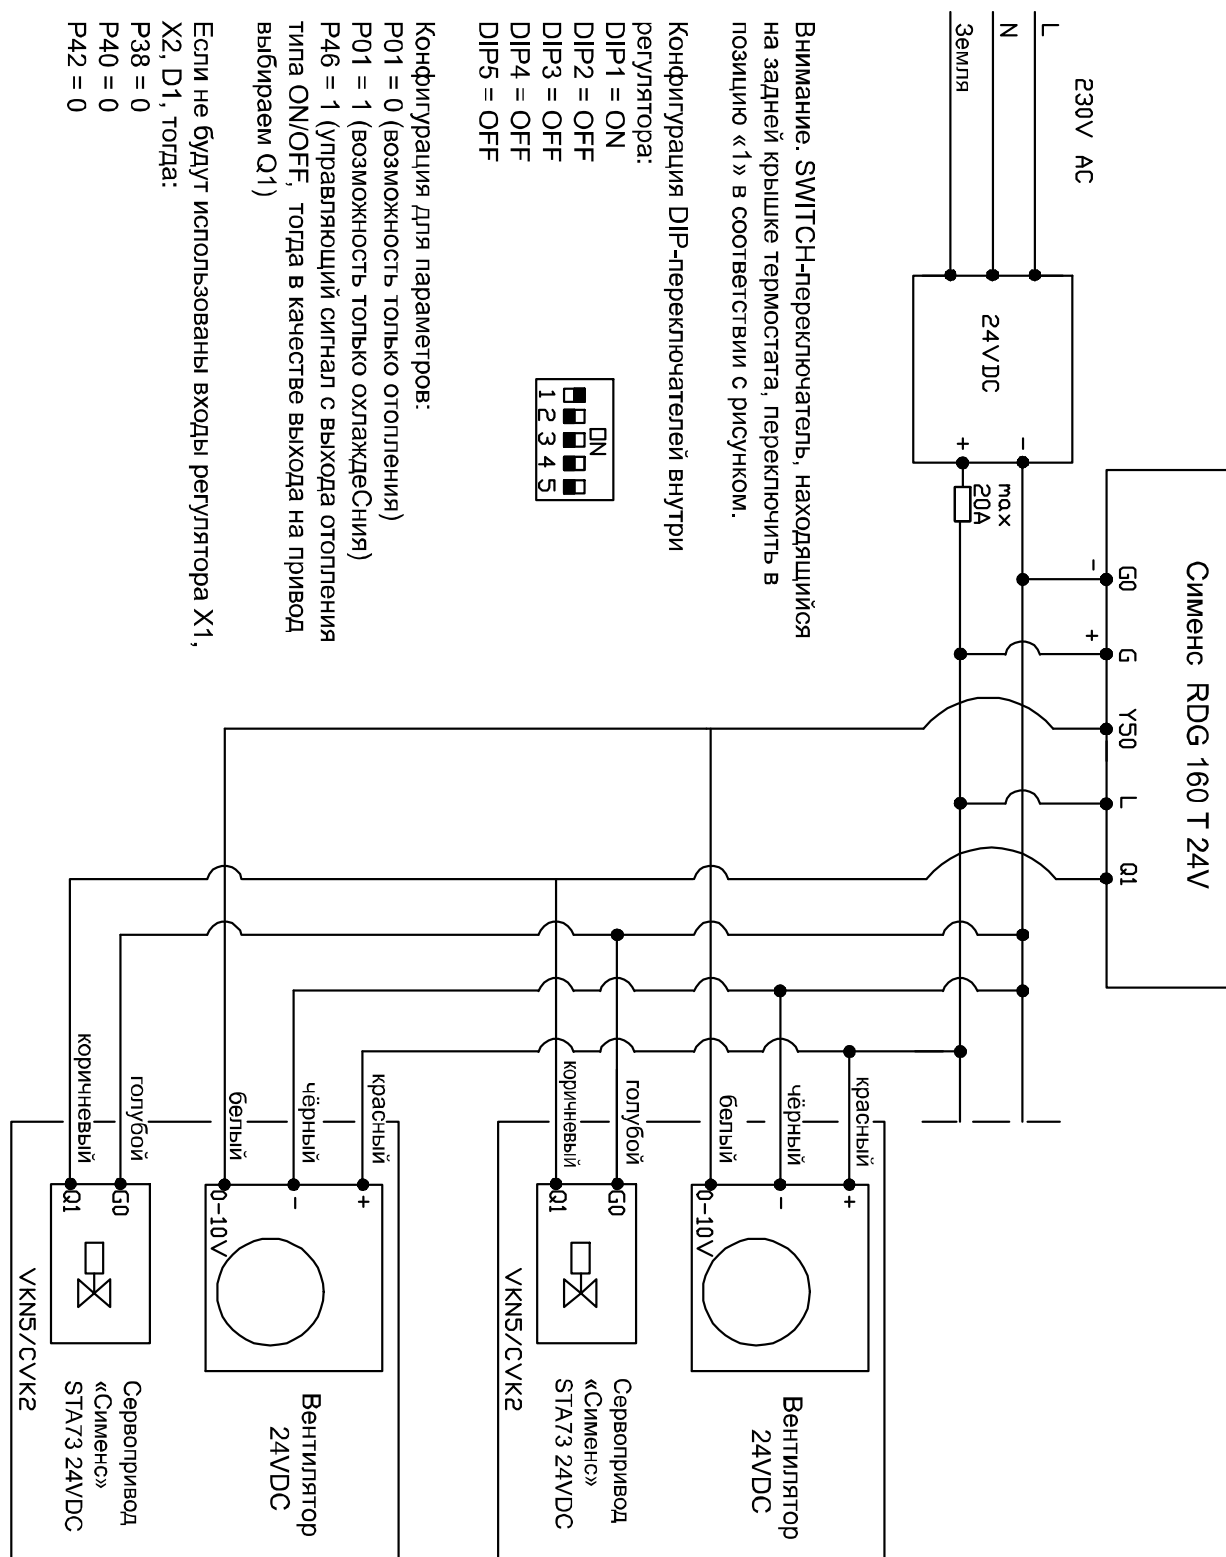 Сименс RDG 160 T 24V
G0
G
Y50
L
Q1
-
+
230V AC
L
N
Земля
24VDC
-
+
max
20A
Внимание. SWITCH-переключатель, находящийся
на задней крышке термостата, переключить в
позицию «1» в соответствии с рисунком.
Конфигурация DIP-переключателей внутри
регулятора:
DIP1 = ON
DIP2 = OFF
DIP3 = OFF
DIP4 = OFF
DIP5 = OFF
ON
1 2 3 4 5
Конфигурация для параметров:
P01 = 0 (возможность только отопления)
P01 = 1 (возможность только охлаждеСния)
P46 = 1 (управляющий сигнал с выхода отопления
типа ON/OFF, тогда в качестве выхода на привод
выбираем Q1)
Если не будут использованы входы регулятора X1,
X2, D1, тогда:
P38 = 0
P40 = 0
P42 = 0
красный
чёрный
белый
голубой
коричневый
+
-
0-10V
G0
Q1
Вентилятор
24VDC
Сервопривод
«Сименс»
STA73 24VDC
VKN5/CVK2
красный
чёрный
белый
голубой
коричневый
+
-
0-10V
G0
Q1
Вентилятор
24VDC
Сервопривод
«Сименс»
STA73 24VDC
VKN5/CVK2